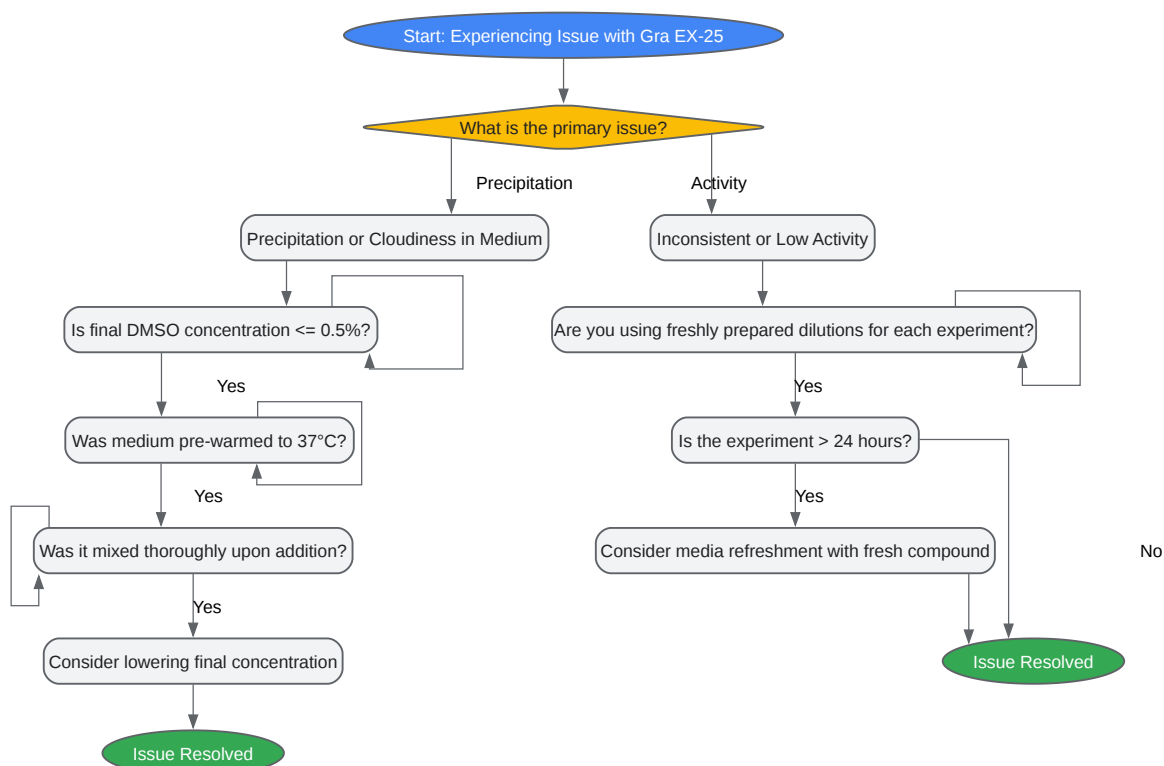 Start: Experiencing Issue with Gra EX-25
What is the primary issue?
Precipitation
Activity
Precipitation or Cloudiness in Medium
Inconsistent or Low Activity
Is final DMSO concentration <= 0.5%?
Are you using freshly prepared dilutions for each experiment?
Yes
Yes
Was medium pre-warmed to 37°C?
Is the experiment > 24 hours?
Yes
Yes
Was it mixed thoroughly upon addition?
Consider media refreshment with fresh compound
No
Yes
Consider lowering final concentration
Issue Resolved
Issue Resolved